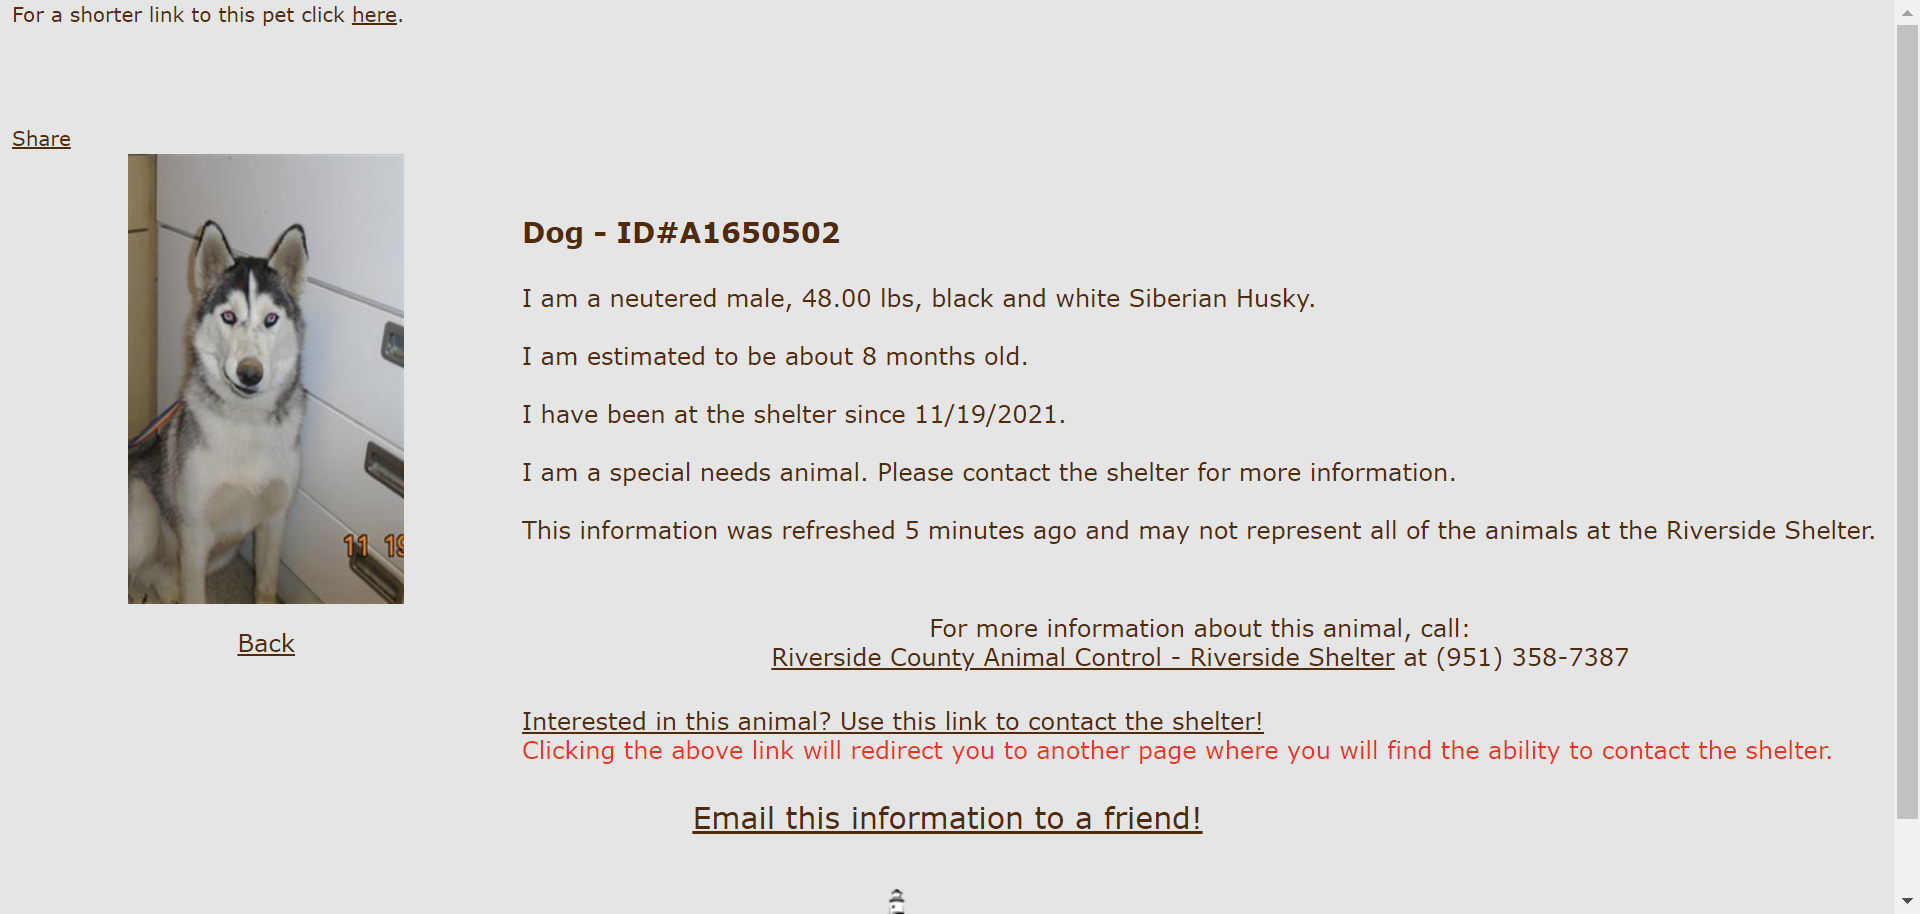 For a shorter link to this pet click here.
Share
11 19
Dog - ID#A1650502
I am a neutered male, 48.00 lbs, black and white Siberian Husky.
I am estimated to be about 8 months old.
I have been at the shelter since 11/19/2021.
I am a special needs animal. Please contact the shelter for more information.
This information was refreshed 5 minutes ago and may not represent all of the animals at the Riverside Shelter.
Back
For more information about this animal, call:
Riverside County Animal Control - Riverside Shelter at (951) 358-7387
Interested in this animal? Use this link to contact the shelter!
Clicking the above link will redirect you to another page where you will find the ability to contact the shelter.
Email this information to a friend!